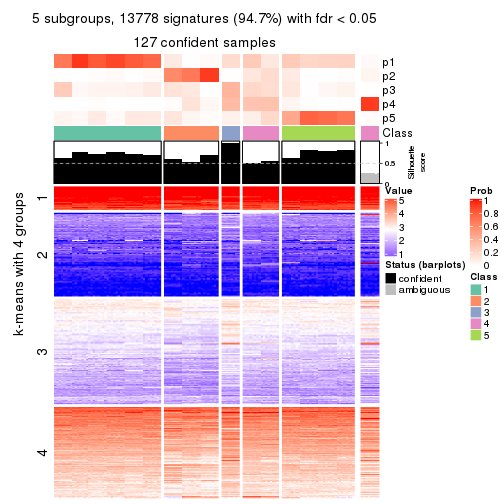 5 subgroups, 13778 signatures (94.7%) with fdr < 0.05
127 confident samples
p1
p2
p3
p4
p5
Class
1
0.5
0
Silhouette
score
k-means with 4 groups
1
2
3
4
Value
5
4
3
2
1
Status (barplots)
confident
ambiguous
Prob
1
0.8
0.6
0.4
0.2
0
Class
1
2
3
4
5